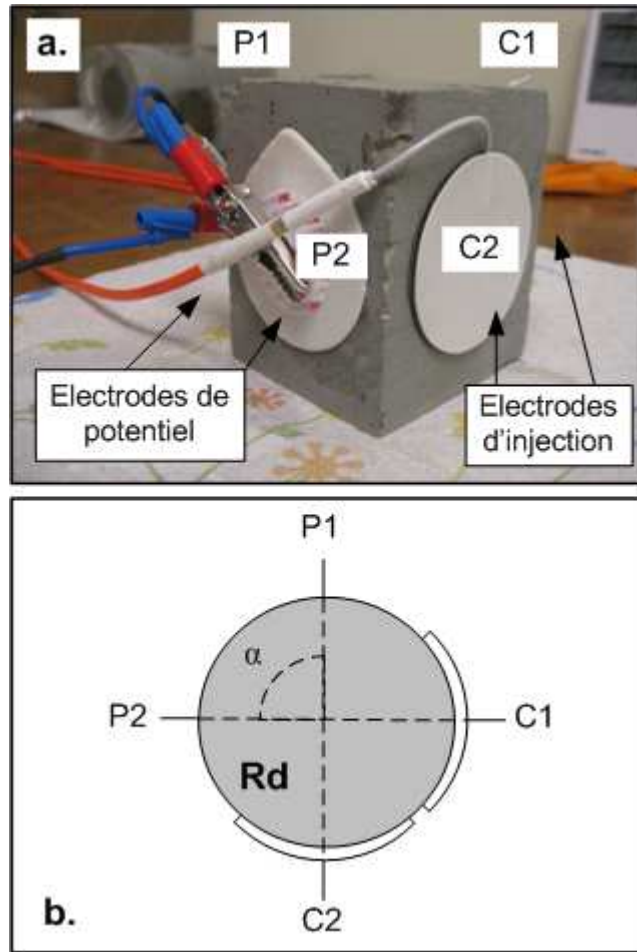 a.
P1
C1
P2
C2
Electrodes de
potentiel
Electrodes
d'injection
P1
α
P2
C1
Rd
C2
b.